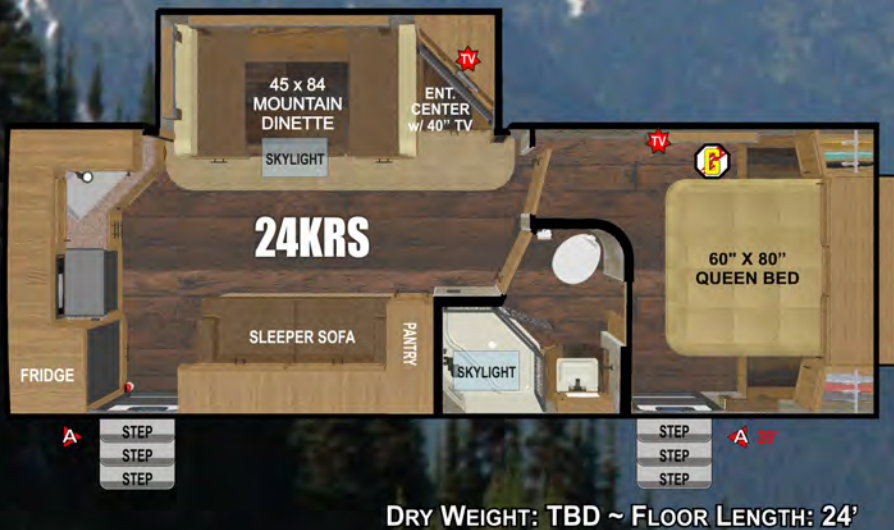 45 x 84
MOUNTAIN
DINETTE
SKYLIGHT
TV
ENT.
CENTER
w/ 40” TV
TV
G
24KRS
60" X 80”
QUEEN BED
SLEEPER SOFA
PANTRY
SKYLIGHT
FRIDGE
A
STEP
STEP
STEP
STEP
STEP
STEP
A 20'
DRY WEIGHT: TBD ~ FLOOR LENGTH: 24’